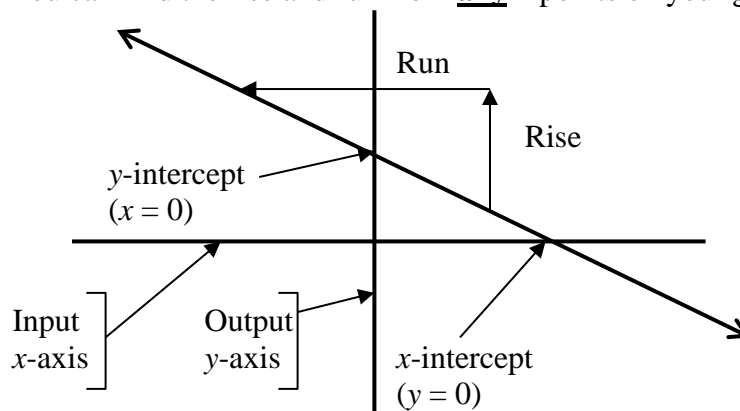 Run
Rise
y-intercept
(x = 0)
Input
x-axis
Output
y-axis
x-intercept
(y = 0)